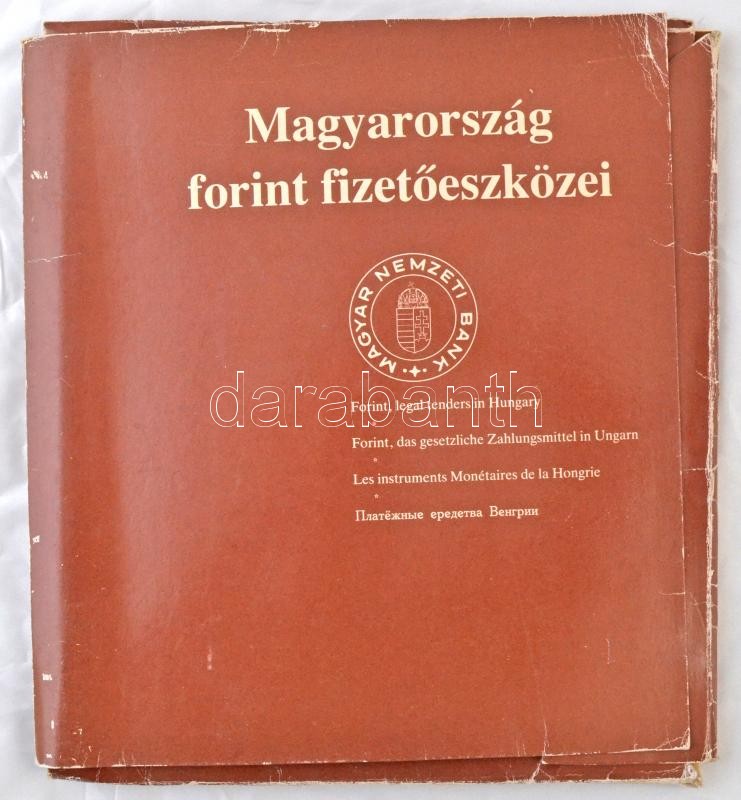 Magyarország
forint fizetőeszközei
MAGYAR NEMZETI BANK
darabanth
Forint, legal tenders in Hungary
*
Forint, das gesetzliche Zahlungsmittel in Ungarn
*
Les instruments Monétaires de la Hongrie
*
Платёжные ередетва Венгрии